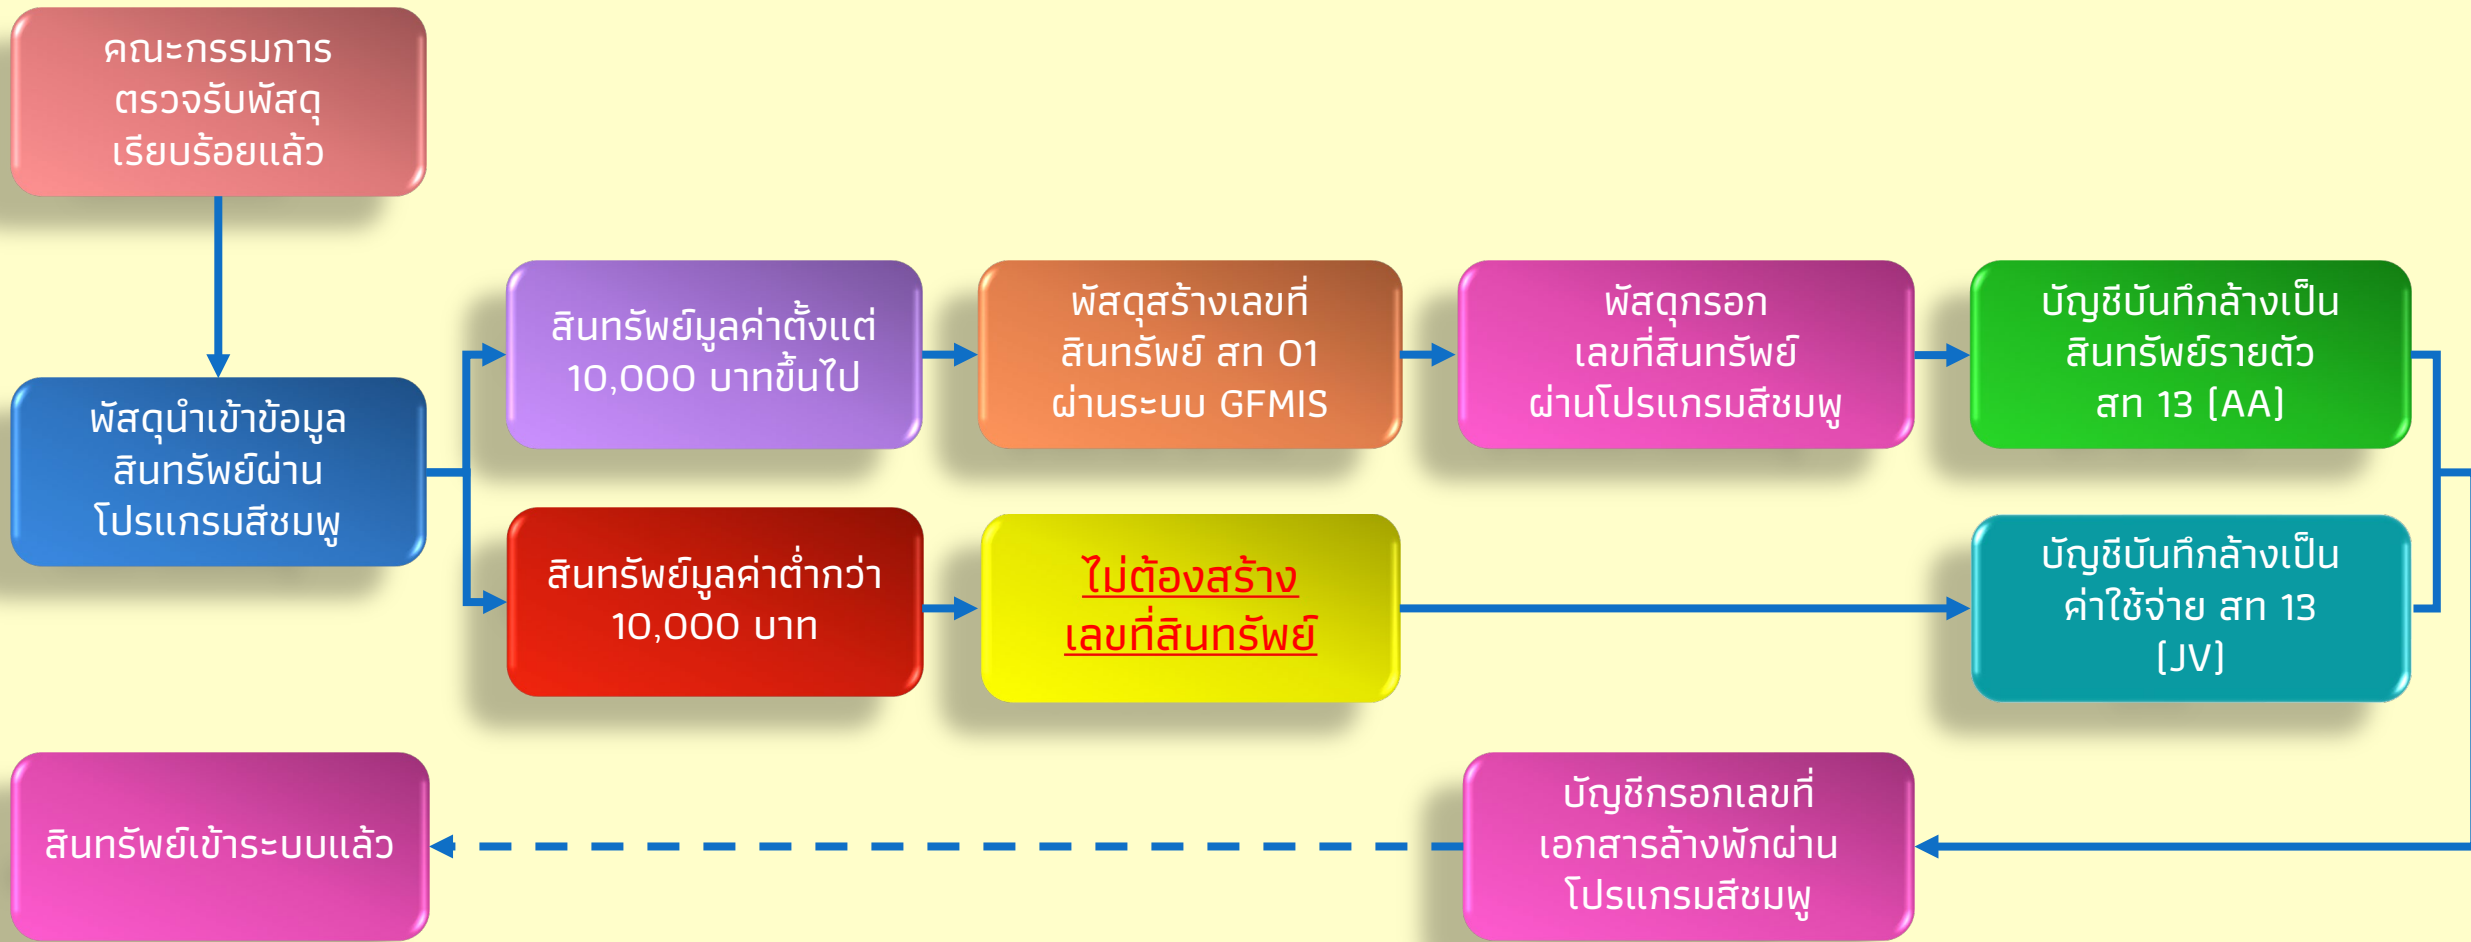 คณะกรรมการ
ตรวจรับพัสดุ
เรียบร้อยแล้ว
พัสดุนำเข้าข้อมูล
สินทรัพย์ผ่าน
โปรแกรมสีชมพู
สินทรัพย์มูลค่าตั้งแต่
10,000 บาทขึ้นไป
พัสดุสร้างเลขที่
สินทรัพย์ สท 01
ผ่านระบบ GFMIS
พัสดุกรอก
เลขที่สินทรัพย์
ผ่านโปรแกรมสีชมพู
บัญชีบันทึกล้างเป็น
สินทรัพย์รายตัว
สท 13 (AA)
สินทรัพย์มูลค่าต่ำกว่า
10,000 บาท
ไม่ต้องสร้าง
เลขที่สินทรัพย์
บัญชีบันทึกล้างเป็น
ค่าใช้จ่าย สท 13
(JV)
บัญชีกรอกเลขที่
เอกสารล้างพักผ่าน
โปรแกรมสีชมพู
สินทรัพย์เข้าระบบแล้ว